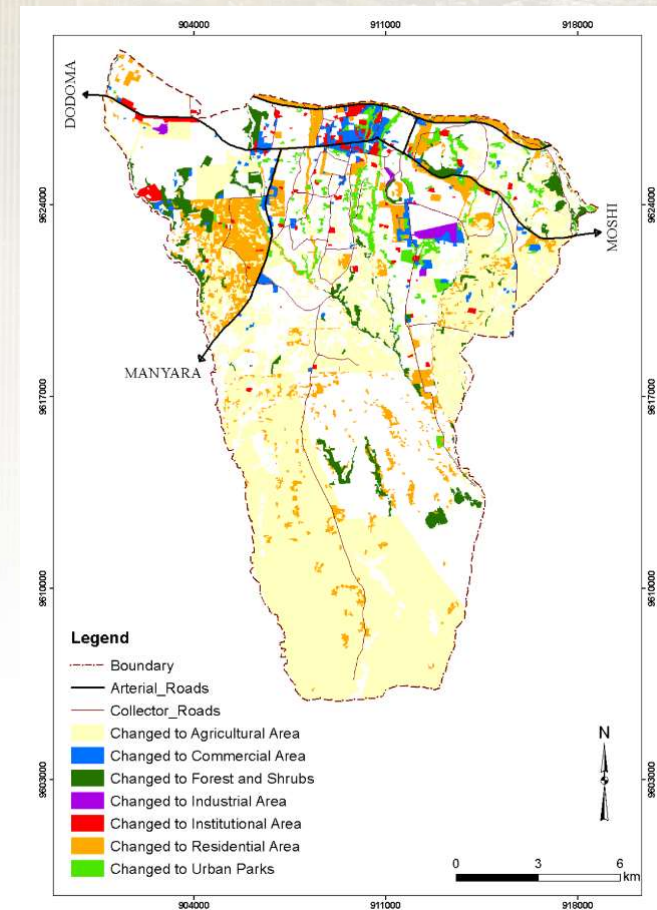 904000 911000 918000
DODOMA
9624000 9624000
MOSHI
MANYARA
9617000 9617000
9610000 9610000
Legend
Boundary
Arterial_Roads
Collector_Roads
Changed to Agricultural Area
Changed to Commercial Area
Changed to Forest and Shrubs
Changed to Industrial Area
Changed to Institutional Area
Changed to Residential Area
Changed to Urban Parks
N
9603000 9603000
0 3 6
km
904000 911000 918000